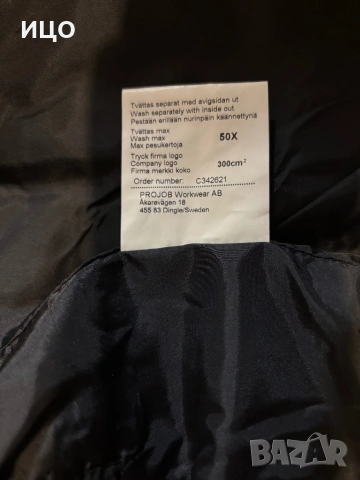 ИЦО
Tvättas separat med avigsidan ut
Wash separately with inside out
Pestään erillään nurinpäin käännettynä
Tvättas max
Wash max 50X
Max pesukertoja
Tryck firma logo
Company logo 300cm²
Firma merkki koko
Order number: C342621
PROJOB Workwear AB
Åkarevägen 18
455 83 Dingle/Sweden
BAZAR